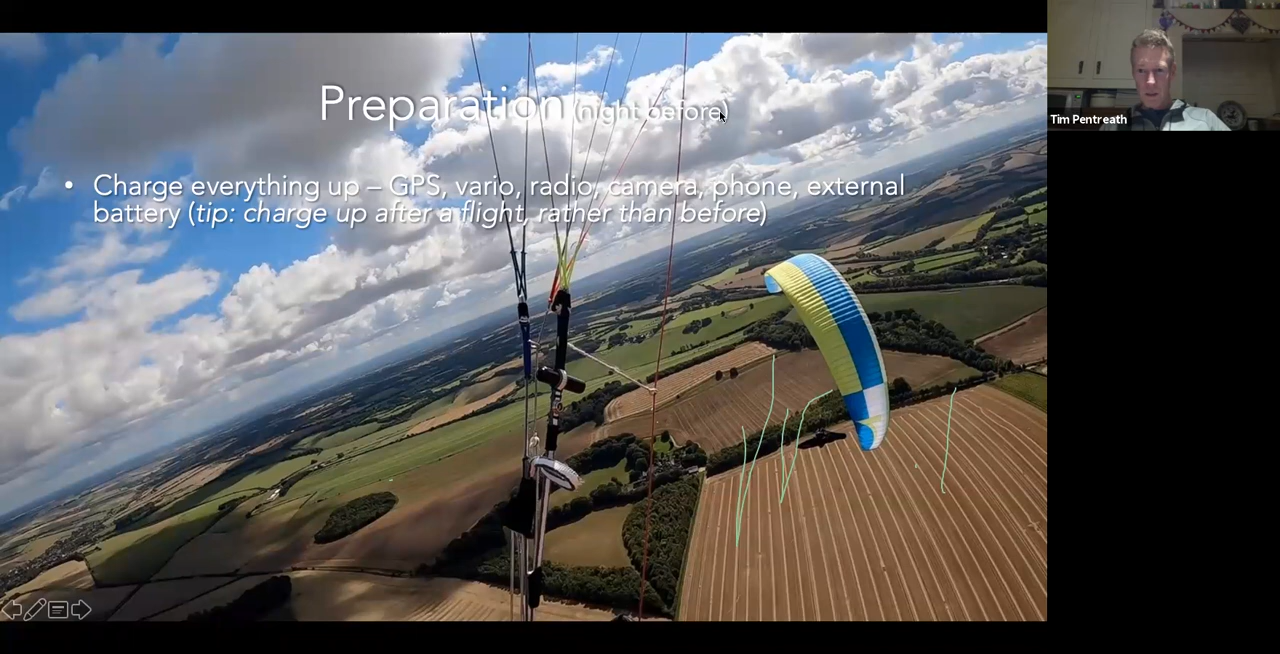 Preparation (night before)
• Charge everything up – GPS, vario, radio, camera, phone, external
battery (tip: charge up after a flight, rather than before)
Tim Pentreath